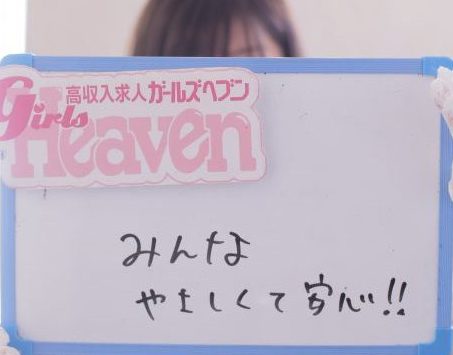 高収入求人ガールズヘブン
Girls
Heaven
みんな
やさしくて安心!!